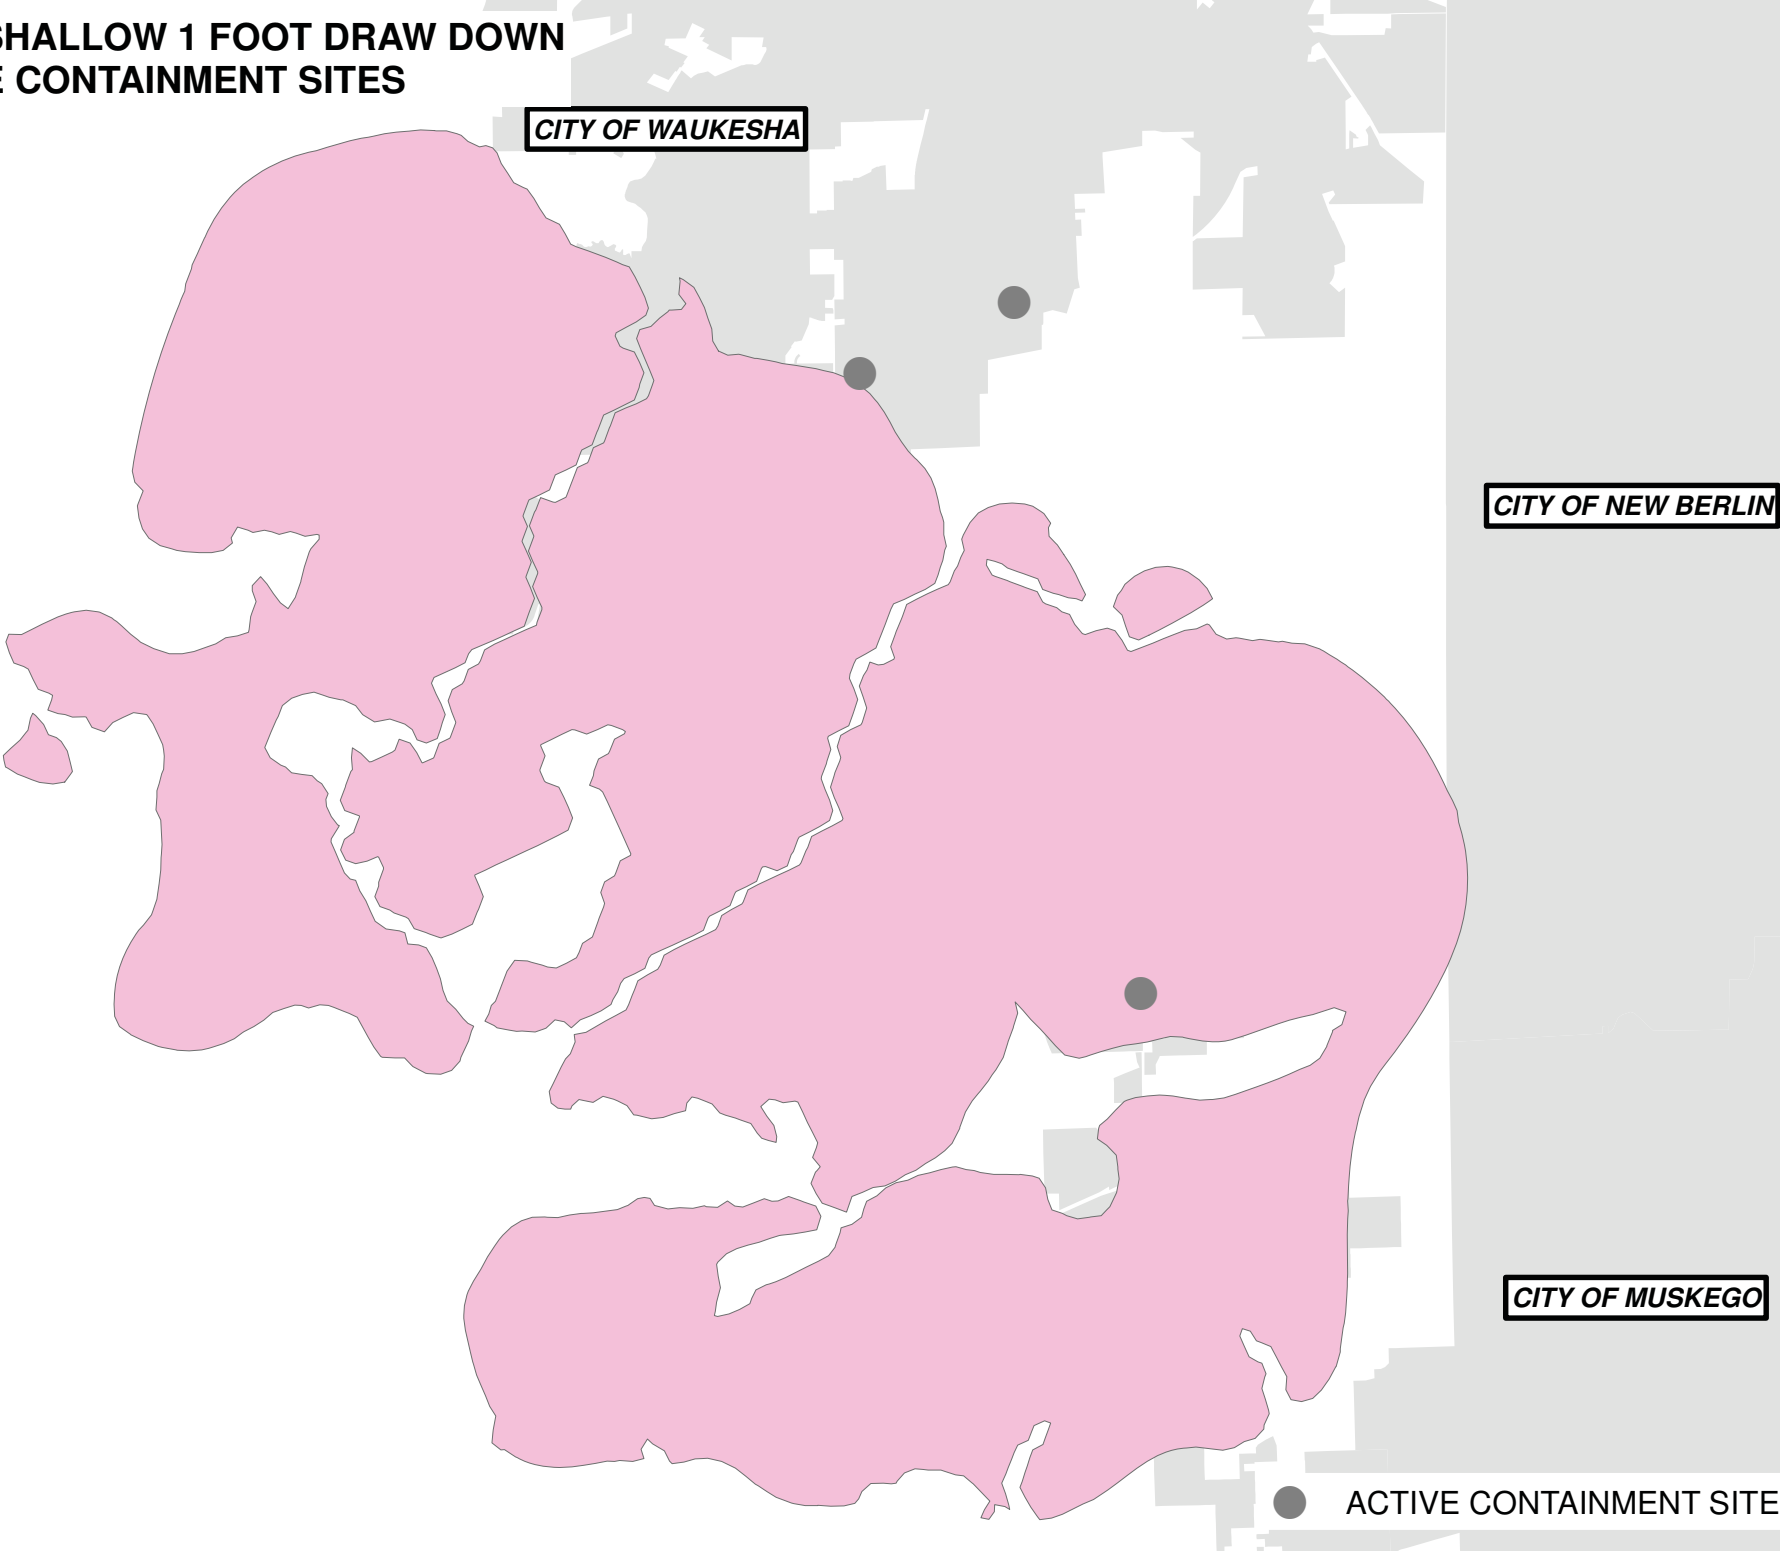 SHALLOW 1 FOOT DRAW DOWN
CONTAINMENT SITES
CITY OF WAUKESHA
CITY OF NEW BERLIN
CITY OF MUSKEGO
ACTIVE CONTAINMENT SITE